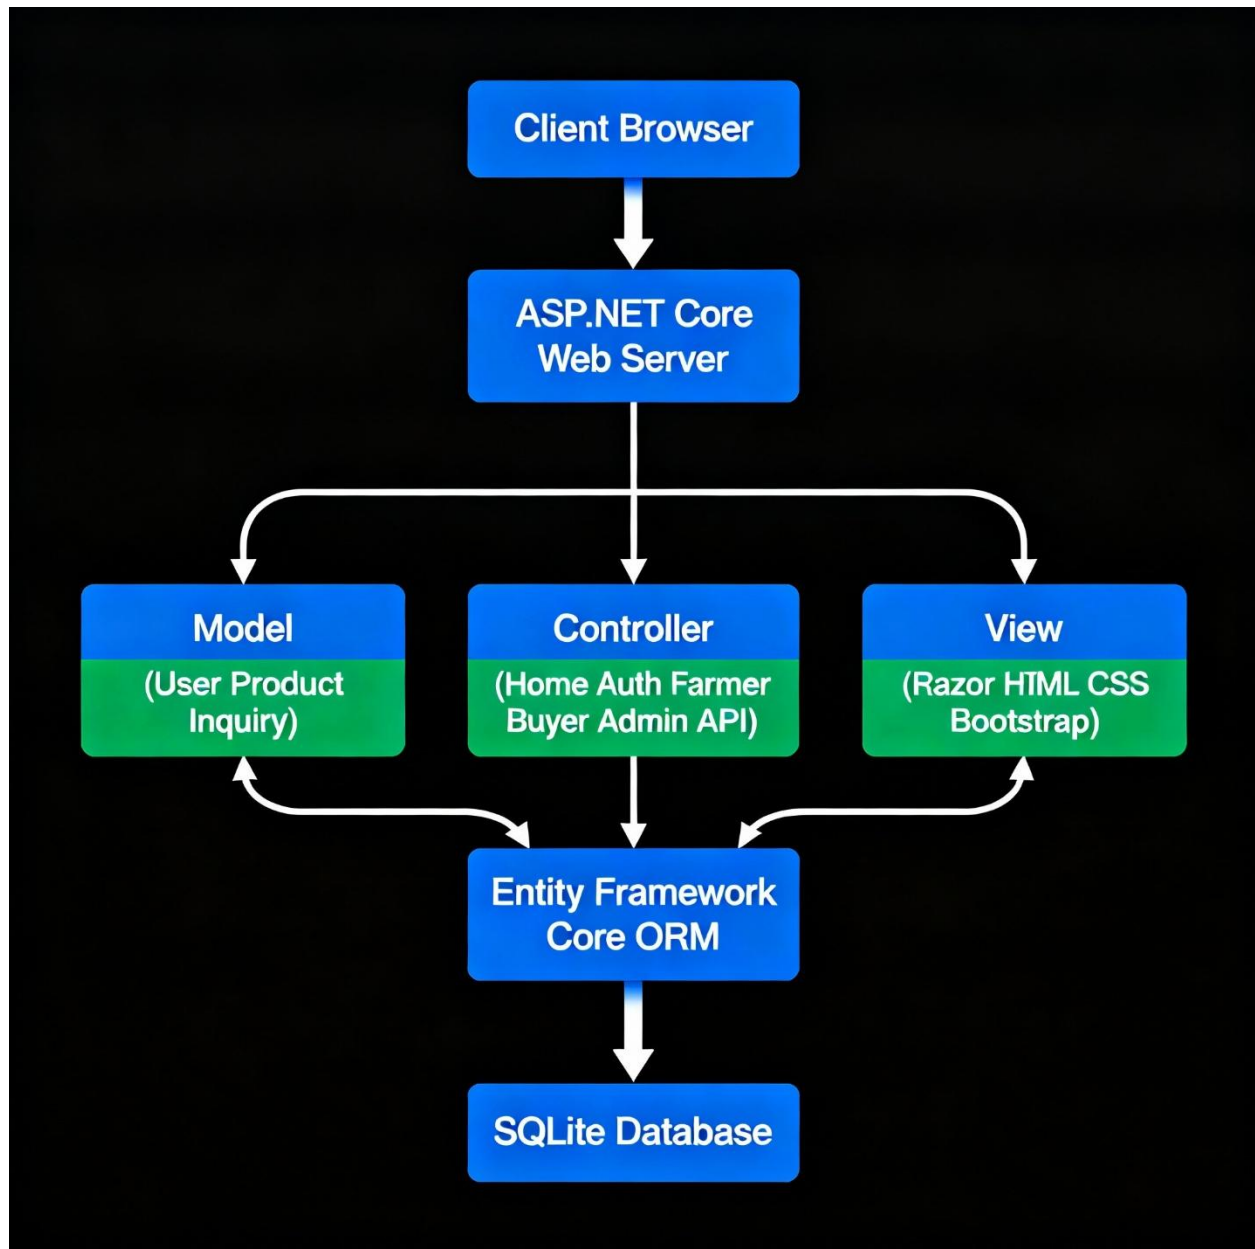 Client Browser
ASP.NET Core
Web Server
Model
(User Product
Inquiry)
Controller
(Home Auth Farmer
Buyer Admin API)
View
(Razor HTML CSS
Bootstrap)
Entity Framework
Core ORM
SQLite Database